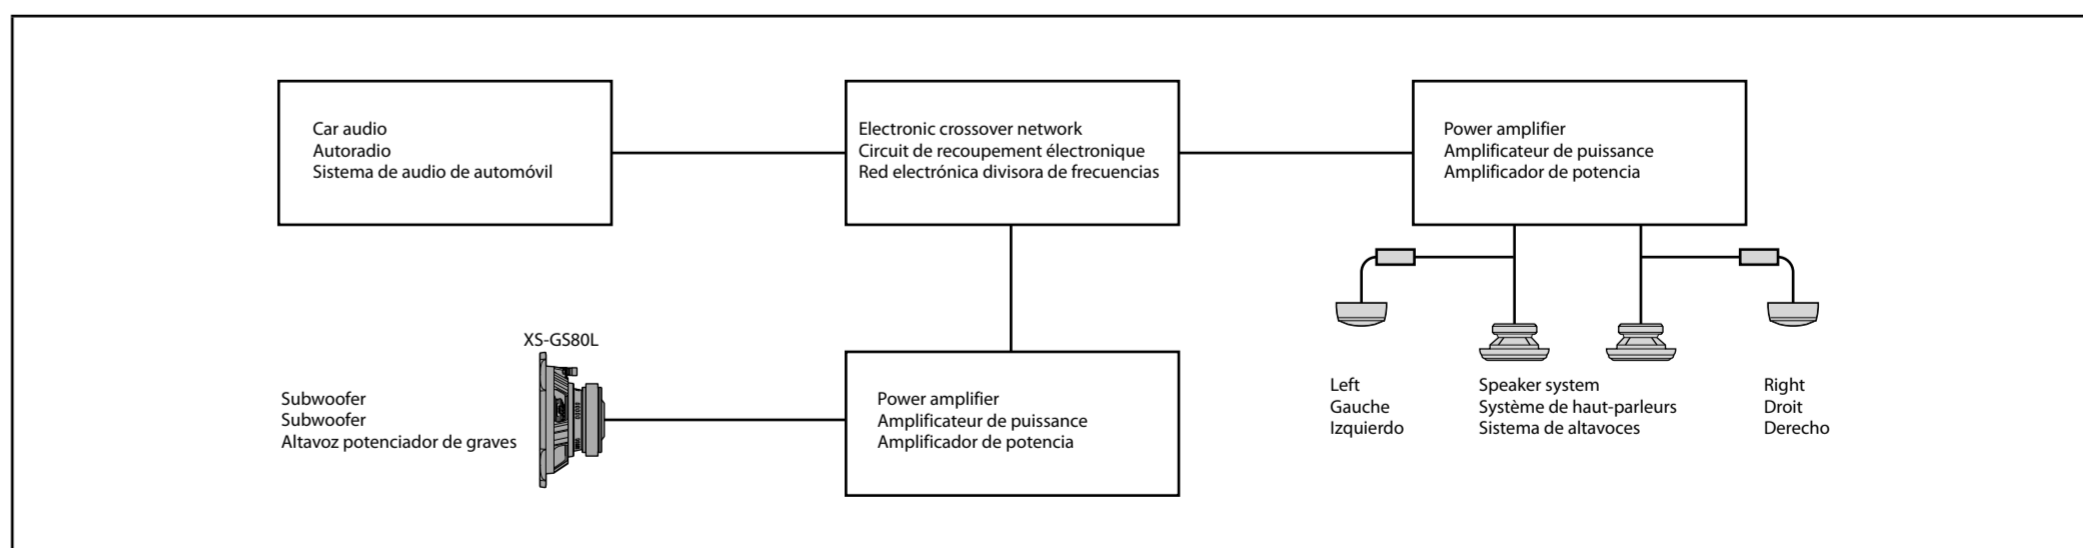 Car audio
Autoradio
Sistema de audio de automóvil
Electronic crossover network
Circuit de recoupement électronique
Red electrónica divisora de frecuencias
Power amplifier
Amplificateur de puissance
Amplificador de potencia
XS-GS80L
Subwoofer
Subwoofer
Altavoz potenciador de graves
Power amplifier
Amplificateur de puissance
Amplificador de potencia
Left
Gauche
Izquierdo
Speaker system
Système de haut-parleurs
Sistema de altavoces
Right
Droit
Derecho